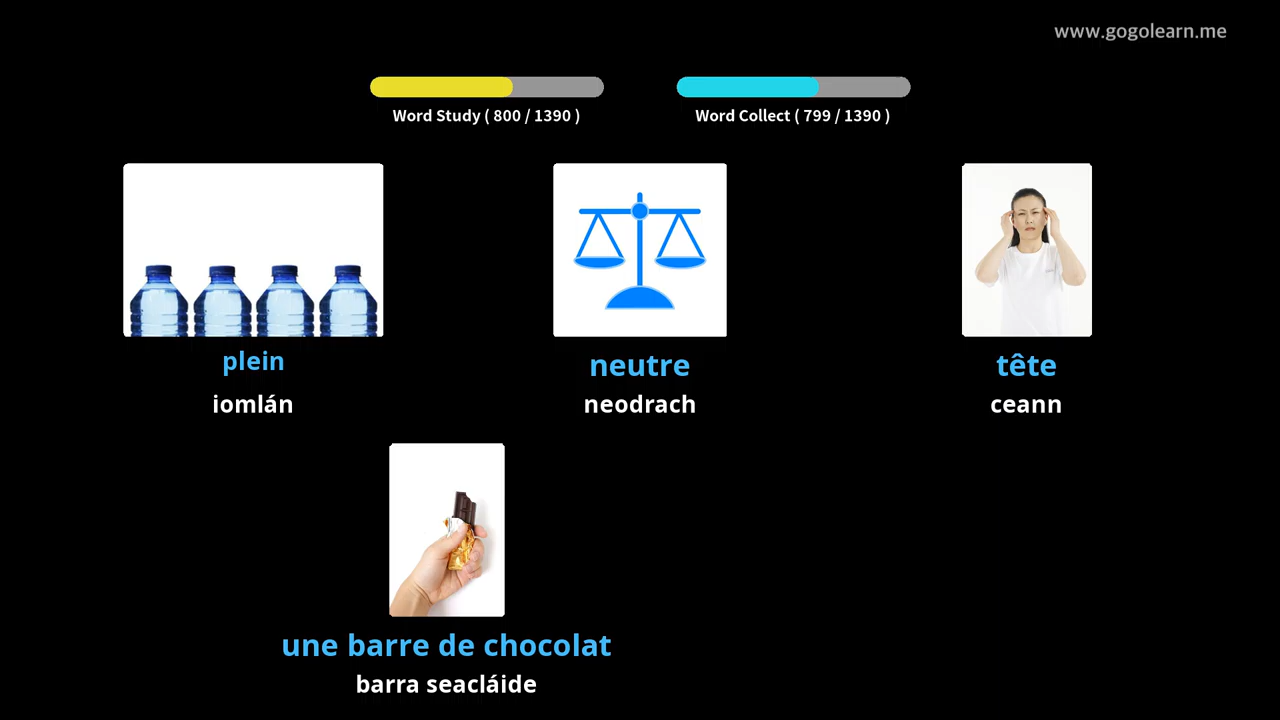 www.gogolearn.me
Word Study ( 800 / 1390 )
Word Collect ( 799 / 1390 )
plein
iomlán
neutre
neodrach
tête
ceann
une barre de chocolat
barra seacláide